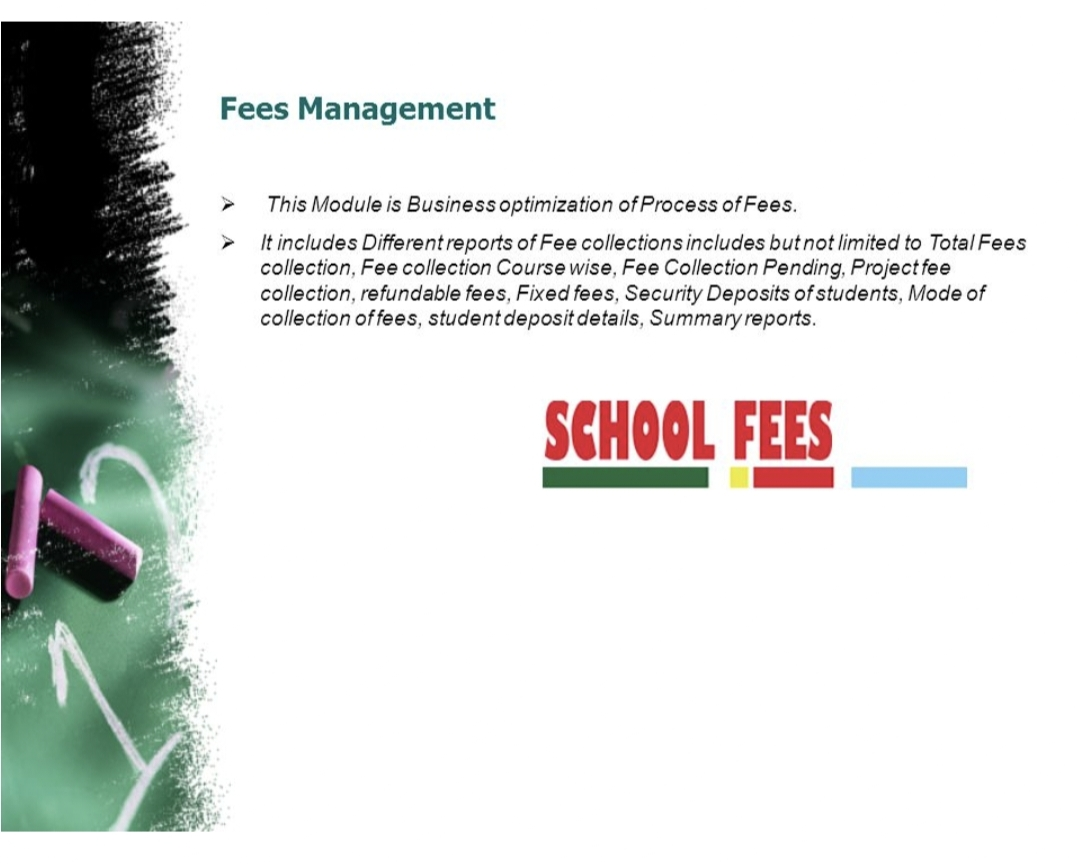 Fees Management
➢ This Module is Business optimization of Process of Fees.
➢ It includes Different reports of Fee collections includes but not limited to Total Fees
collection, Fee collection Course wise, Fee Collection Pending, Project fee
collection, refundable fees, Fixed fees, Security Deposits of students, Mode of
collection of fees, student deposit details, Summary reports.
SCHOOL FEES